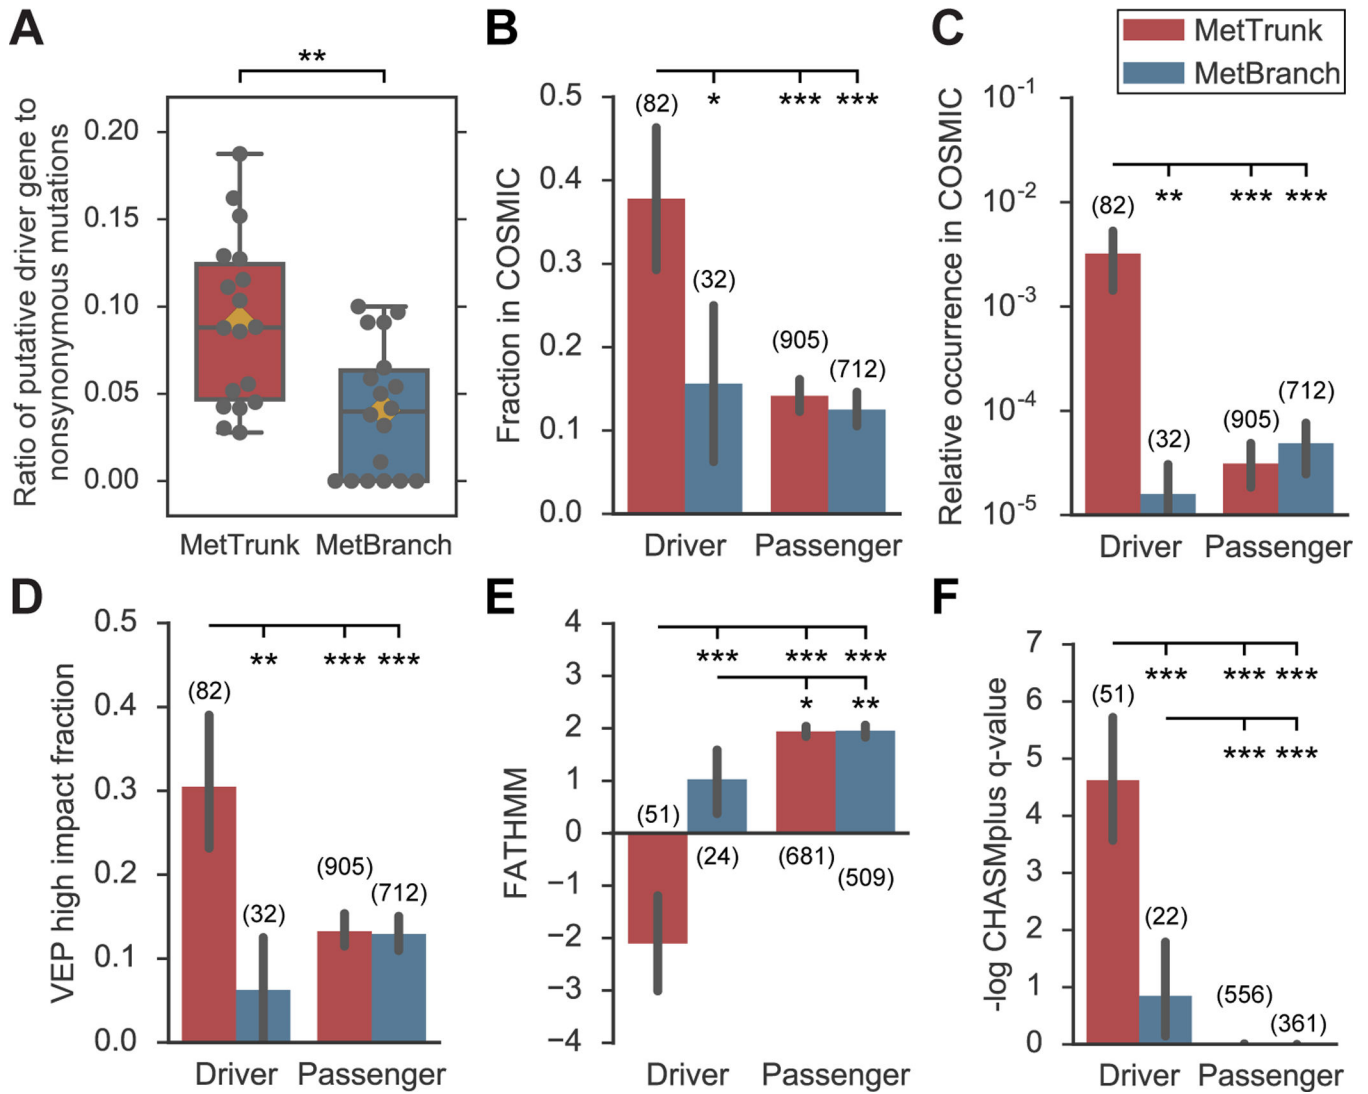 A
**
Ratio of putative driver gene to
nonsynonymous mutations
0.20
0.15
0.10
0.05
0.00
MetTrunk MetBranch
B
Fraction in COSMIC
0.5
0.4
0.3
0.2
0.1
0.0
* *** ***
(82)
(32)
(905)
(712)
Driver Passenger
C
MetTrunk
MetBranch
Relative occurrence in COSMIC
10⁻¹
10⁻²
10⁻³
10⁻⁴
10⁻⁵
** *** ***
(82)
(32)
(905)
(712)
Driver Passenger
D
VEP high impact fraction
0.5
0.4
0.3
0.2
0.1
0.0
** *** ***
(82)
(32)
(905)
(712)
Driver Passenger
E
FATHMM
4
3
2
1
0
−1
−2
−3
−4
*** *** ***
* **
(51)
(24)
(681)
(509)
Driver Passenger
F
-log CHASMplus q-value
7
6
5
4
3
2
1
0
*** *** ***
*** ***
(51)
(22)
(556)
(361)
Driver Passenger